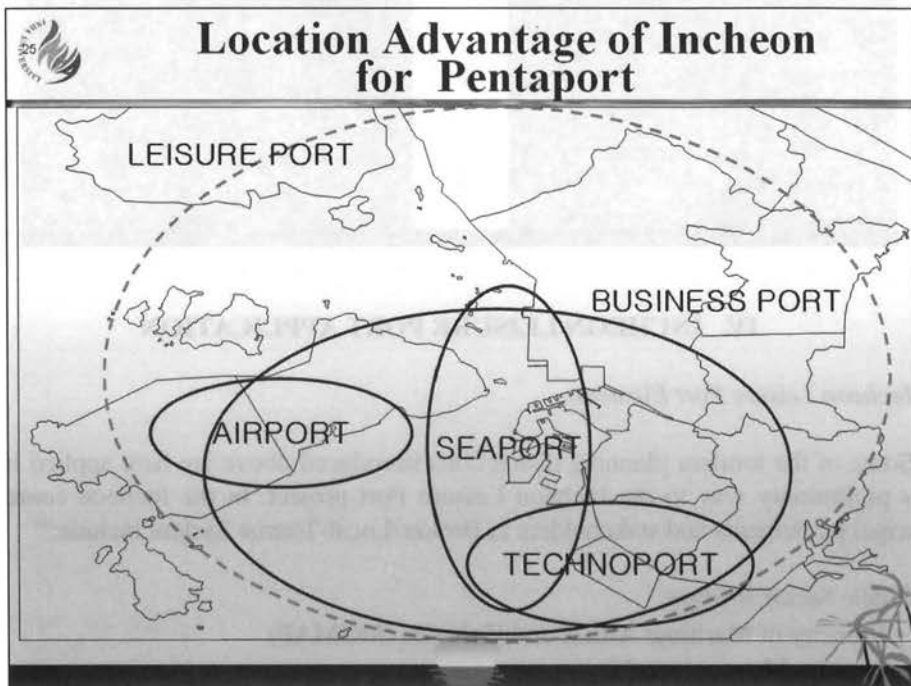 25
Location Advantage of Incheon
for Pentaport
LEISURE PORT
BUSINESS PORT
AIRPORT
SEAPORT
TECHNOPORT